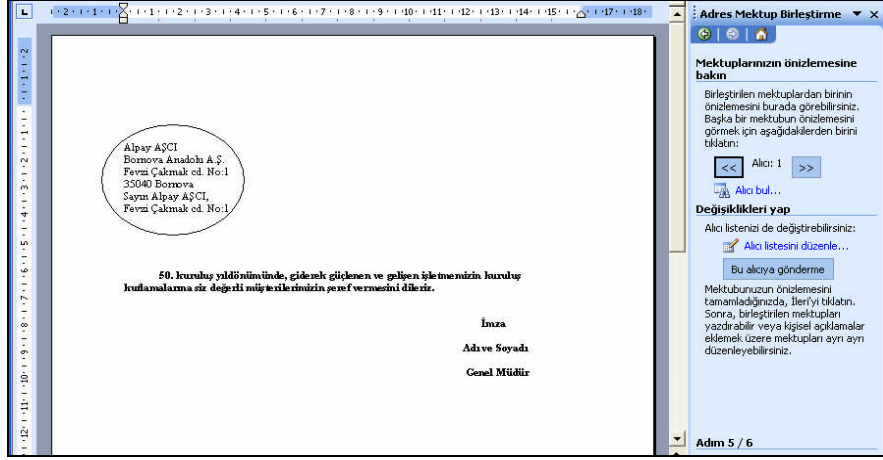 Adres Mektup Birleştirme
Alpay AŞCI
Bornova Anadolu A.Ş.
Fevzi Çakmak cd. No:1
35040 Bornova
Sayın Alpay AŞCI,
Fevzi Çakmak cd. No:1
50. kuruluş yıldönümünde, giderek güçlenen ve gelişen işletmemizin kuruluş
kutlamalarına siz değerli müşterilerimizin şeref vermesini dileriz.
İmza
Adı ve Soyadı
Genel Müdür
Mektuplarınızın önizlemesine
bakın
Birleştirilen mektuplardan birinin
önizlemesini burada görebilirsiniz.
Başka bir mektubun önizlemesini
görmek için aşağıdakilerden birini
tıklatın:
<< Alıcı: 1 >>
Alıcı bul...
Değişiklikleri yap
Alıcı listenizi de değiştirebilirsiniz:
Alıcı listesini düzenle...
Bu alıcıya gönderme
Mektubunuzun önizlemesini
tamamladığınızda, İleri'yi tıklatın.
Sonra, birleştirilen mektupları
yazdırabilir veya kişisel açıklamalar
eklemek üzere mektupları ayrı ayrı
düzenleyebilirsiniz.
Adım 5 / 6